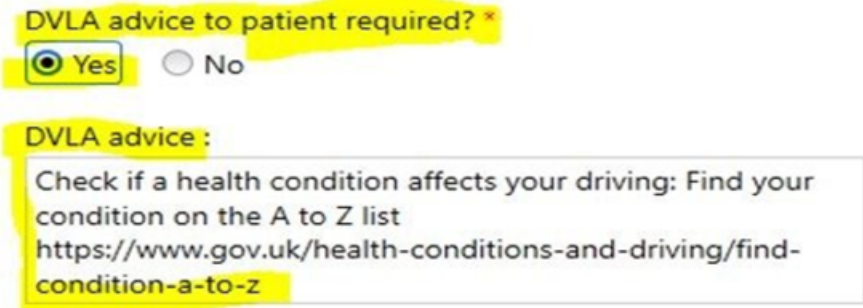 DVLA advice to patient required? *
Yes No
DVLA advice :
Check if a health condition affects your driving: Find your
condition on the A to Z list
https://www.gov.uk/health-conditions-and-driving/find-
condition-a-to-z